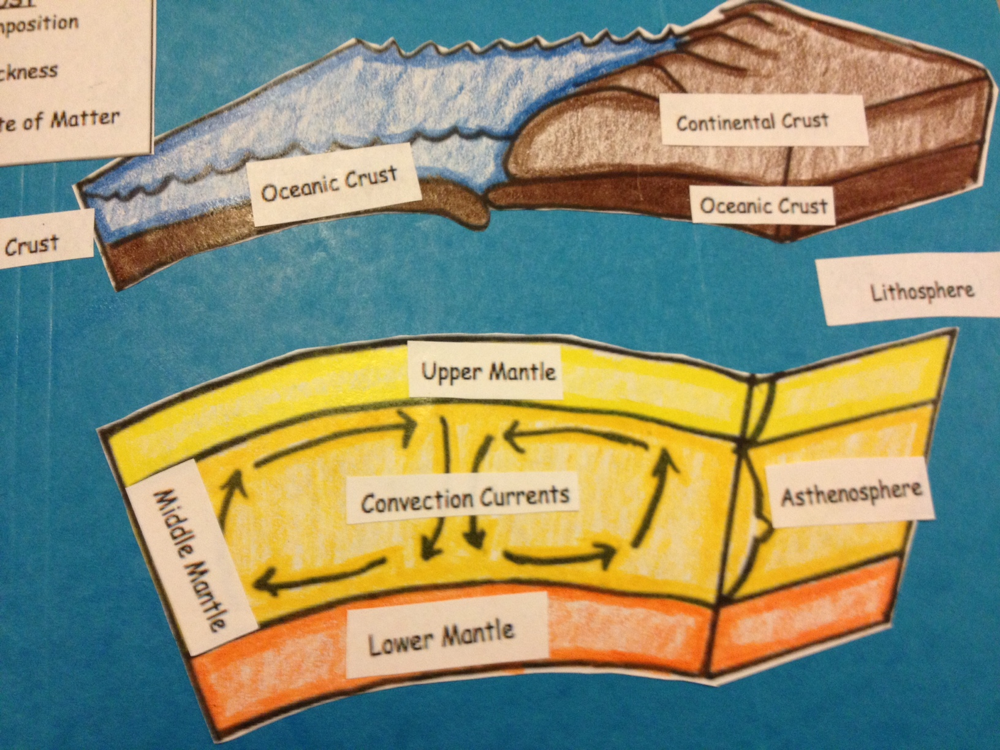 mposition
ckness
te of Matter
Continental Crust
Oceanic Crust
Oceanic Crust
Crust
Lithosphere
Upper Mantle
Convection Currents
Asthenosphere
Middle Mantle
Lower Mantle